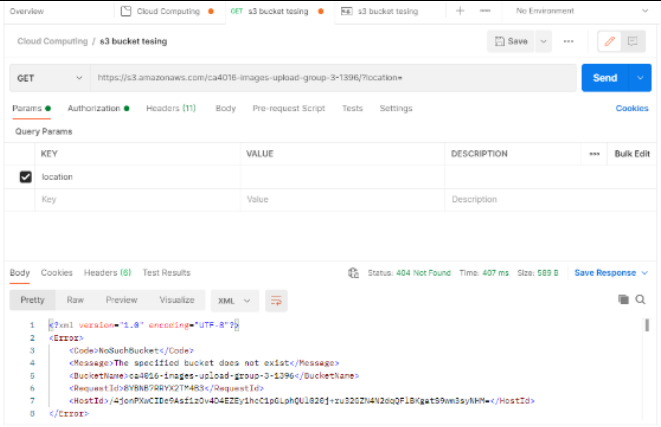 Overview Cloud Computing GET s3 bucket tesing s3 bucket tesing No Environment
Cloud Computing / s3 bucket tesing Save
GET https://s3.amazonaws.com/ca4016-images-upload-group-3-1396/?location= Send
Params Authorization Headers (11) Body Pre-request Script Tests Settings Cookies
Query Params
KEY VALUE DESCRIPTION Bulk Edit
location
Key Value Description
Body Cookies Headers (6) Test Results Status: 404 Not Found Time: 407 ms Size: 589 B Save Response
Pretty Raw Preview Visualize XML
1 <?xml version="1.0" encoding="UTF-8"?>
2 <Error>
3 <Code>NoSuchBucket</Code>
4 <Message>The specified bucket does not exist</Message>
5 <BucketName>ca4016-images-upload-group-3-1396</BucketName>
6 <RequestId>8YBNB7RRYX2TM4B3</RequestId>
7 <HostId></HostId>
8 </Error>